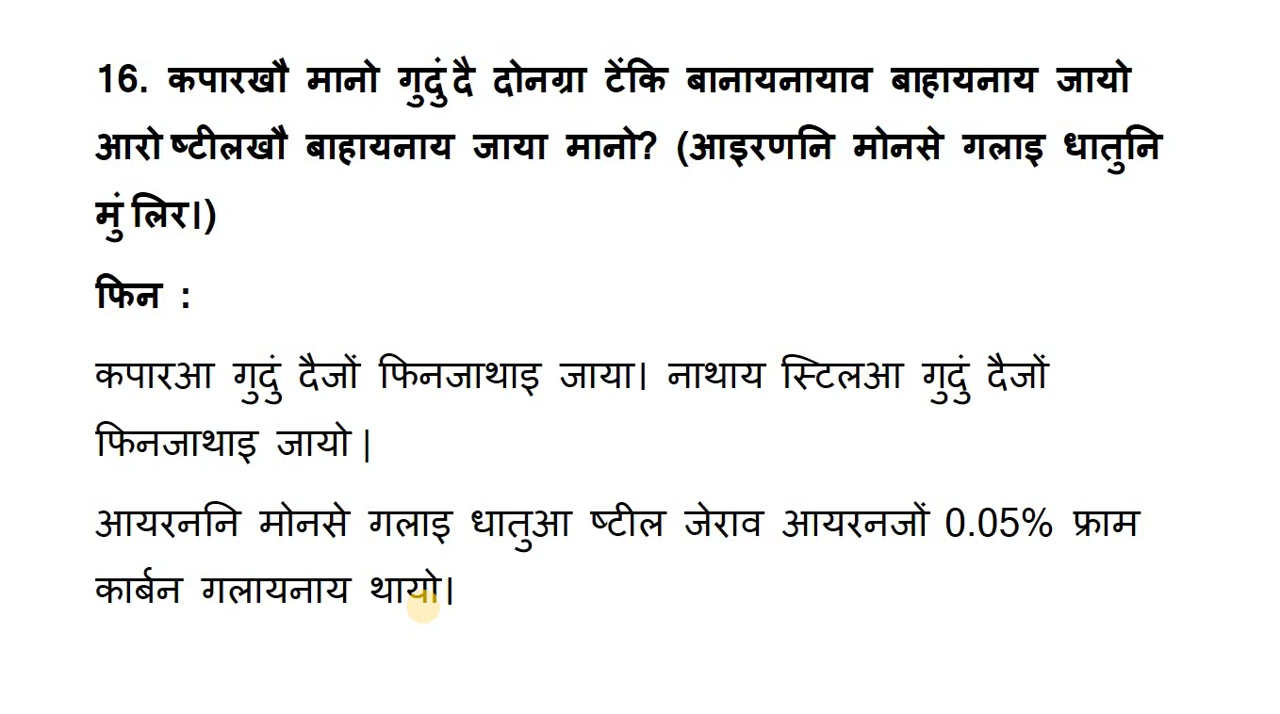 16. कपारखौ मानो गुदुं दै दोनग्रा टेंकि बानायनायाव बाहायनाय जायो
आरो ष्टीलखौ बाहायनाय जाया मानो? (आइरणनि मोनसे गलाइ धातुनि
मुं लिर।)
फिन :
कपारआ गुदुं दैजों फिनजाथाइ जाया। नाथाय स्टिलआ गुदुं दैजों
फिनजाथाइ जायो |
आयरननि मोनसे गलाइ धातुआ ष्टील जेराव आयरनजों 0.05% फ्राम
कार्बन गलायनाय थायो।